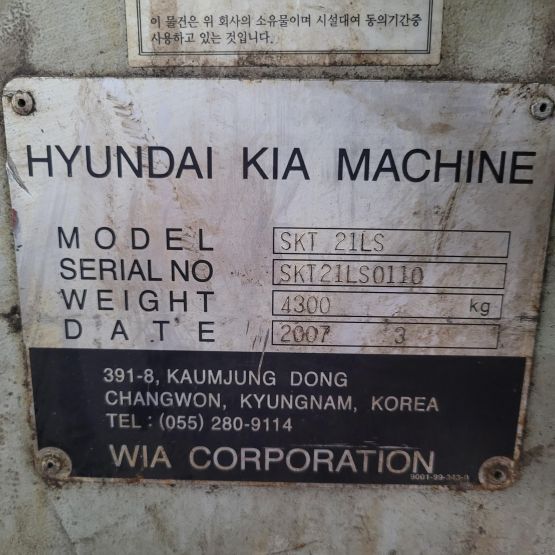 이 물건은 위 회사의 소유물이며 시설대여 동의기간중
사용하고 있는 것입니다.
HYUNDAI KIA MACHINE
MODEL SKT 21LS
SERIAL NO SKT21LS0110
WEIGHT 4300 kg
DATE 2007 3
391-8, KAUMJUNG DONG
CHANGWON, KYUNGNAM, KOREA
TEL : (055) 280-9114
WIA CORPORATION